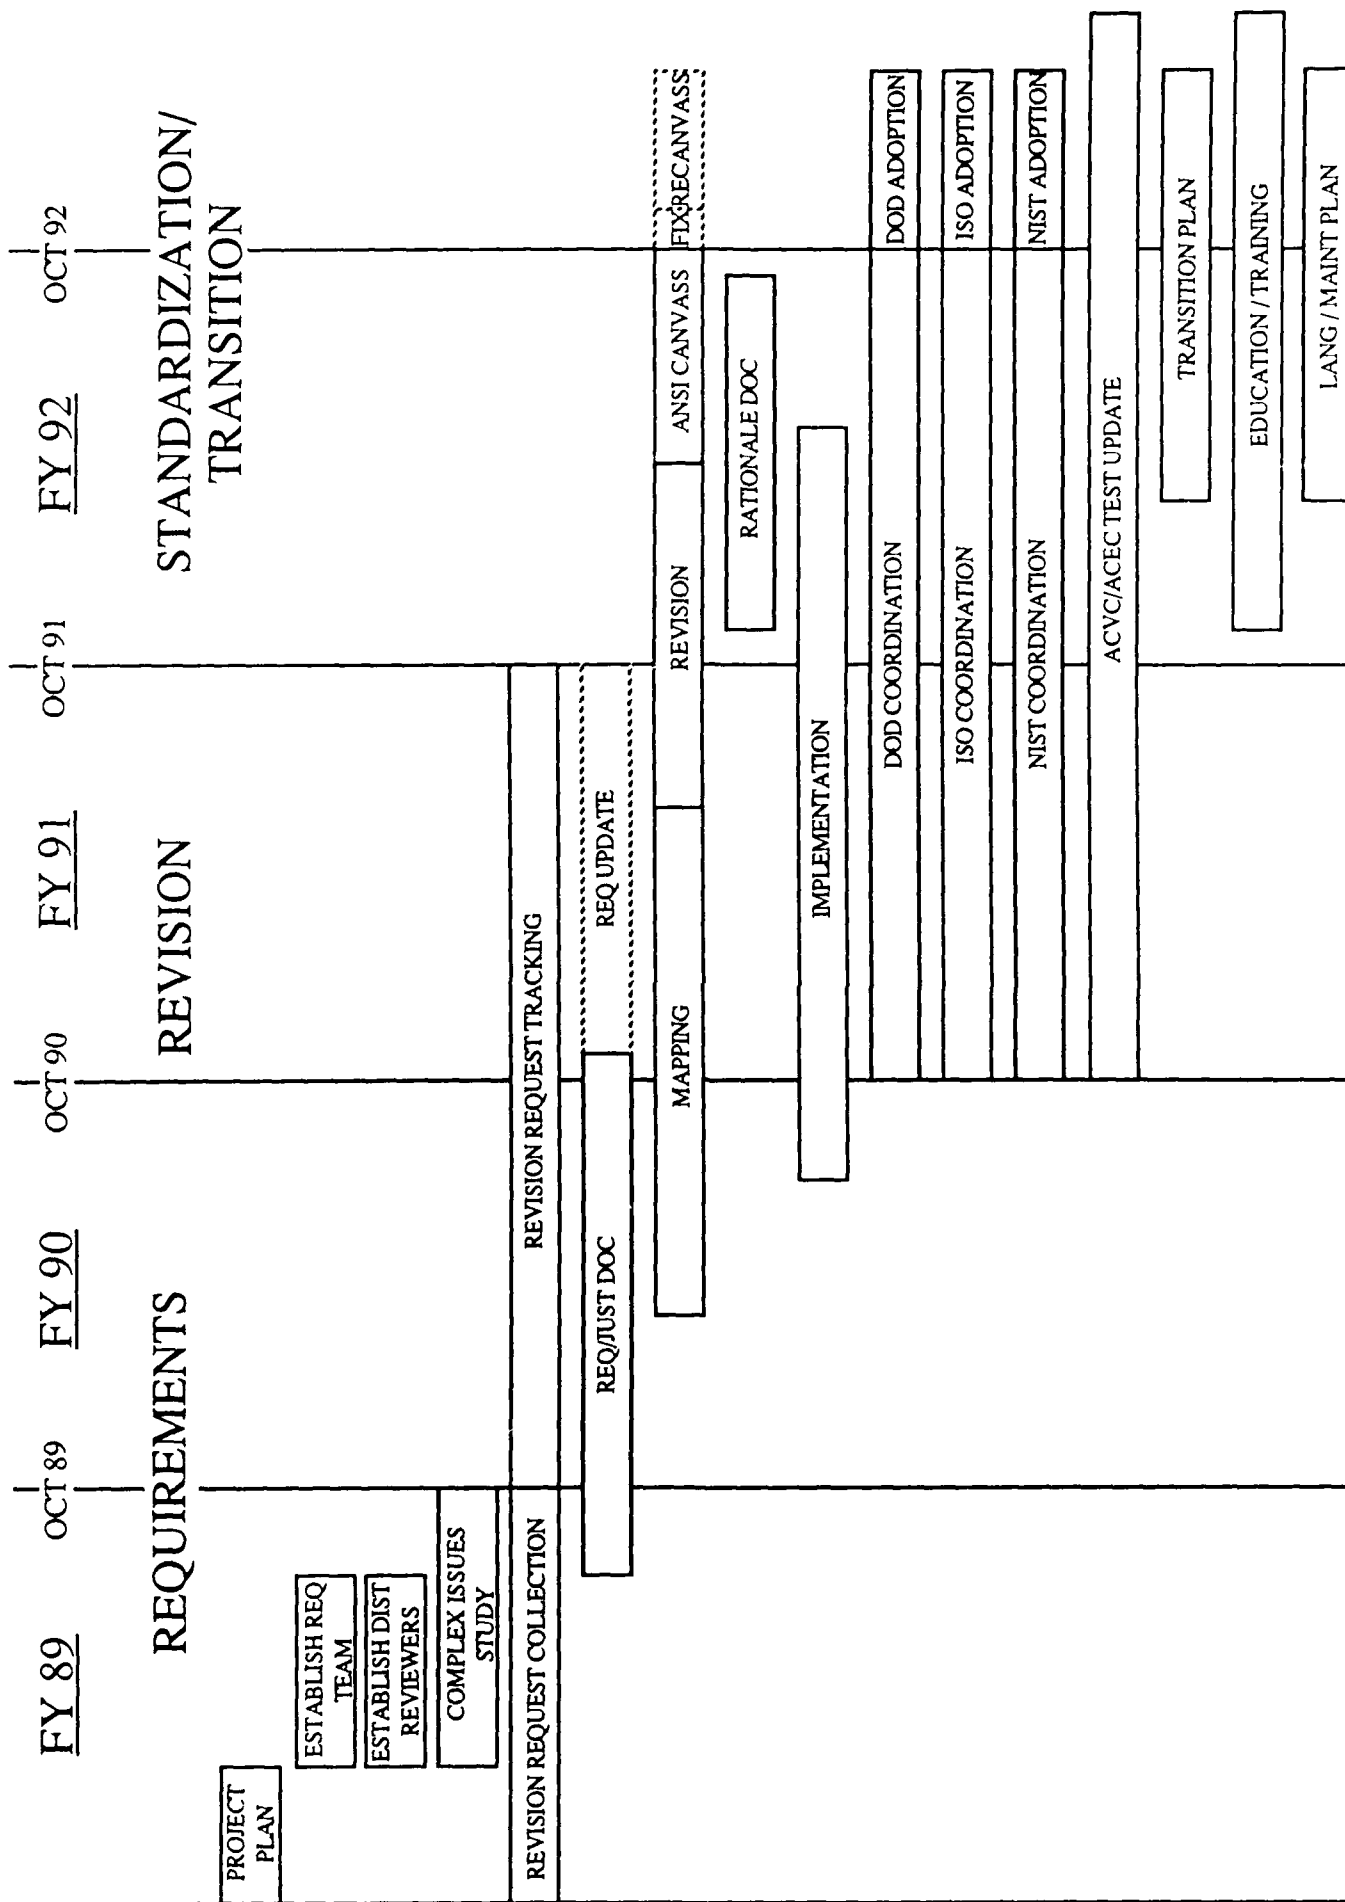 FY 89
OCT 89
FY 90
OCT 90
FY 91
OCT 91
FY 92
OCT 92
REQUIREMENTS
REVISION
STANDARDIZATION/
TRANSITION
PROJECT
PLAN
ESTABLISH REQ
TEAM
ESTABLISH DIST
REVIEWERS
COMPLEX ISSUES
STUDY
REVISION REQUEST COLLECTION
REVISION REQUEST TRACKING
REQ/JUST DOC
REQ UPDATE
MAPPING
REVISION
ANSI CANVASS
FIX
RECANVASS
RATIONALE DOC
IMPLEMENTATION
DOD COORDINATION
DOD ADOPTION
ISO COORDINATION
ISO ADOPTION
NIST COORDINATION
NIST ADOPTION
ACVC/ACEC TEST UPDATE
TRANSITION PLAN
EDUCATION / TRAINING
LANG / MAINT PLAN